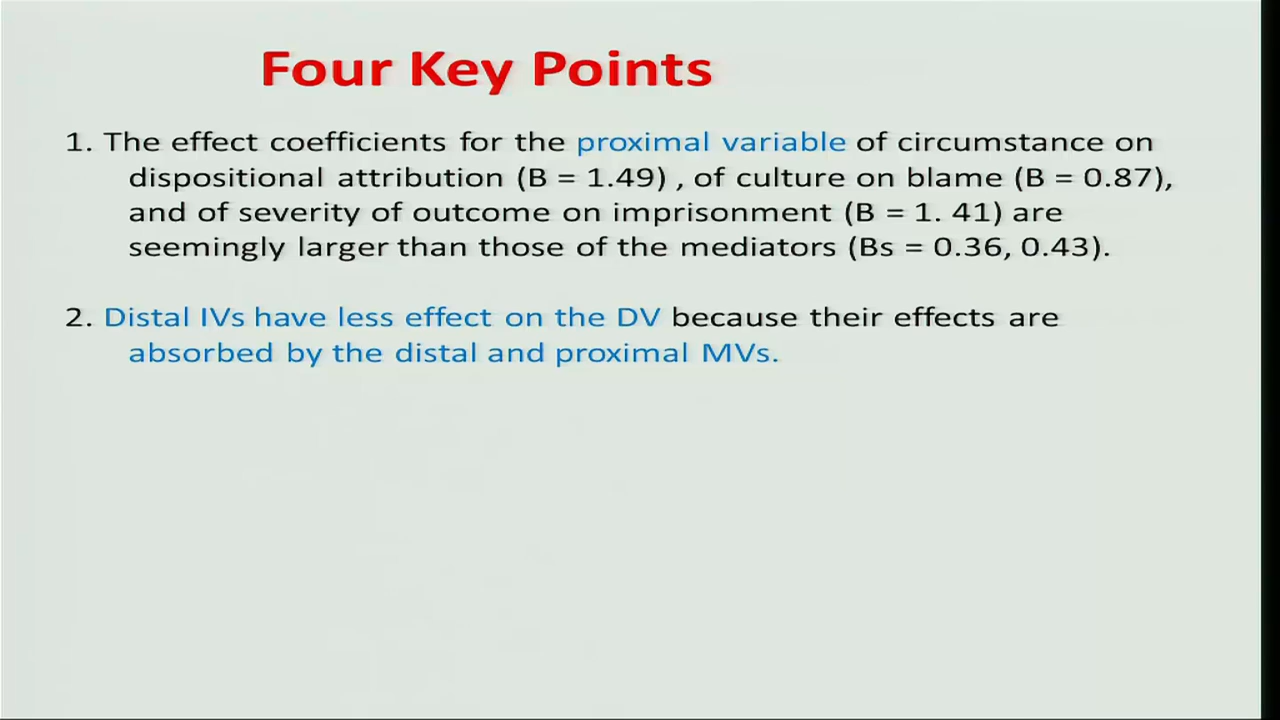 Four Key Points
1. The effect coefficients for the proximal variable of circumstance on
dispositional attribution (B = 1.49) , of culture on blame (B = 0.87),
and of severity of outcome on imprisonment (B = 1. 41) are
seemingly larger than those of the mediators (Bs = 0.36, 0.43).
2. Distal IVs have less effect on the DV because their effects are
absorbed by the distal and proximal MVs.